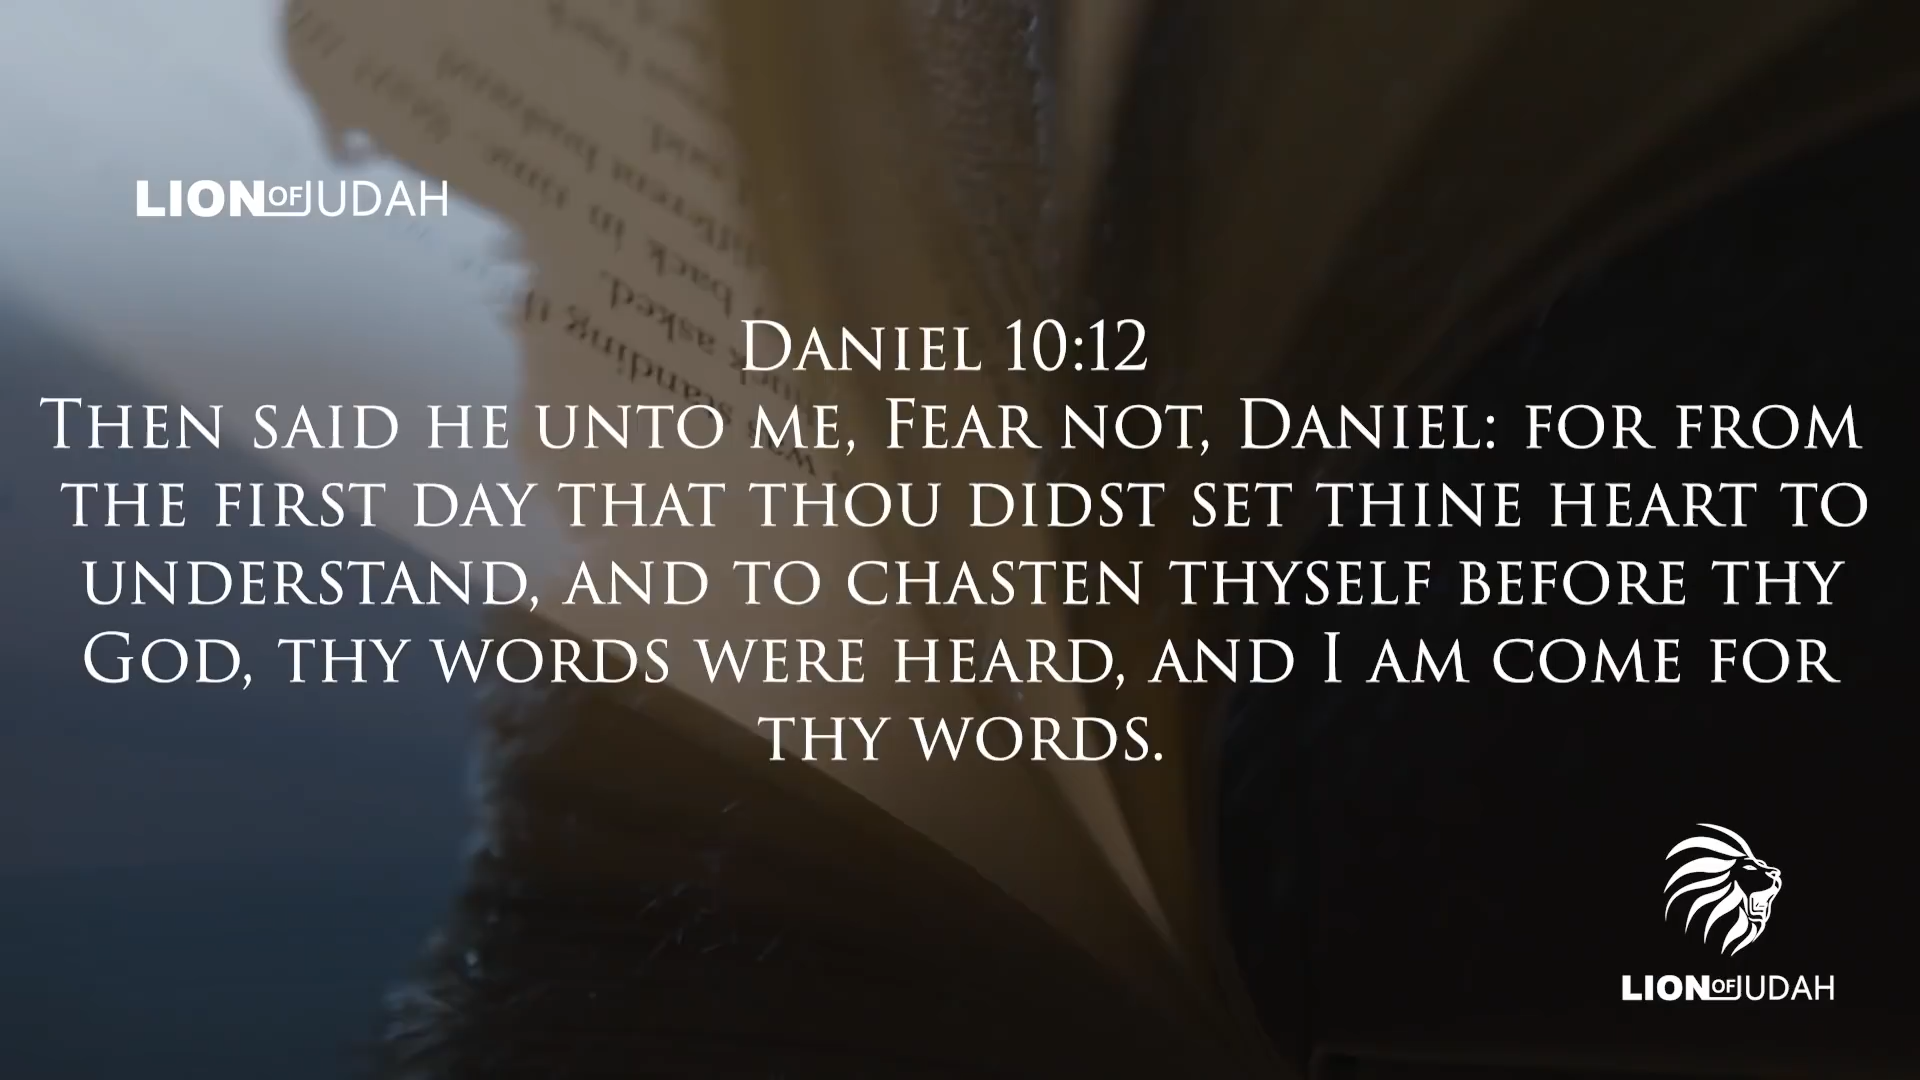 LION OF JUDAH
Daniel 10:12
Then said he unto me, Fear not, Daniel: for from
the first day that thou didst set thine heart to
understand, and to chasten thyself before thy
God, thy words were heard, and I am come for
thy words.
LION OF JUDAH